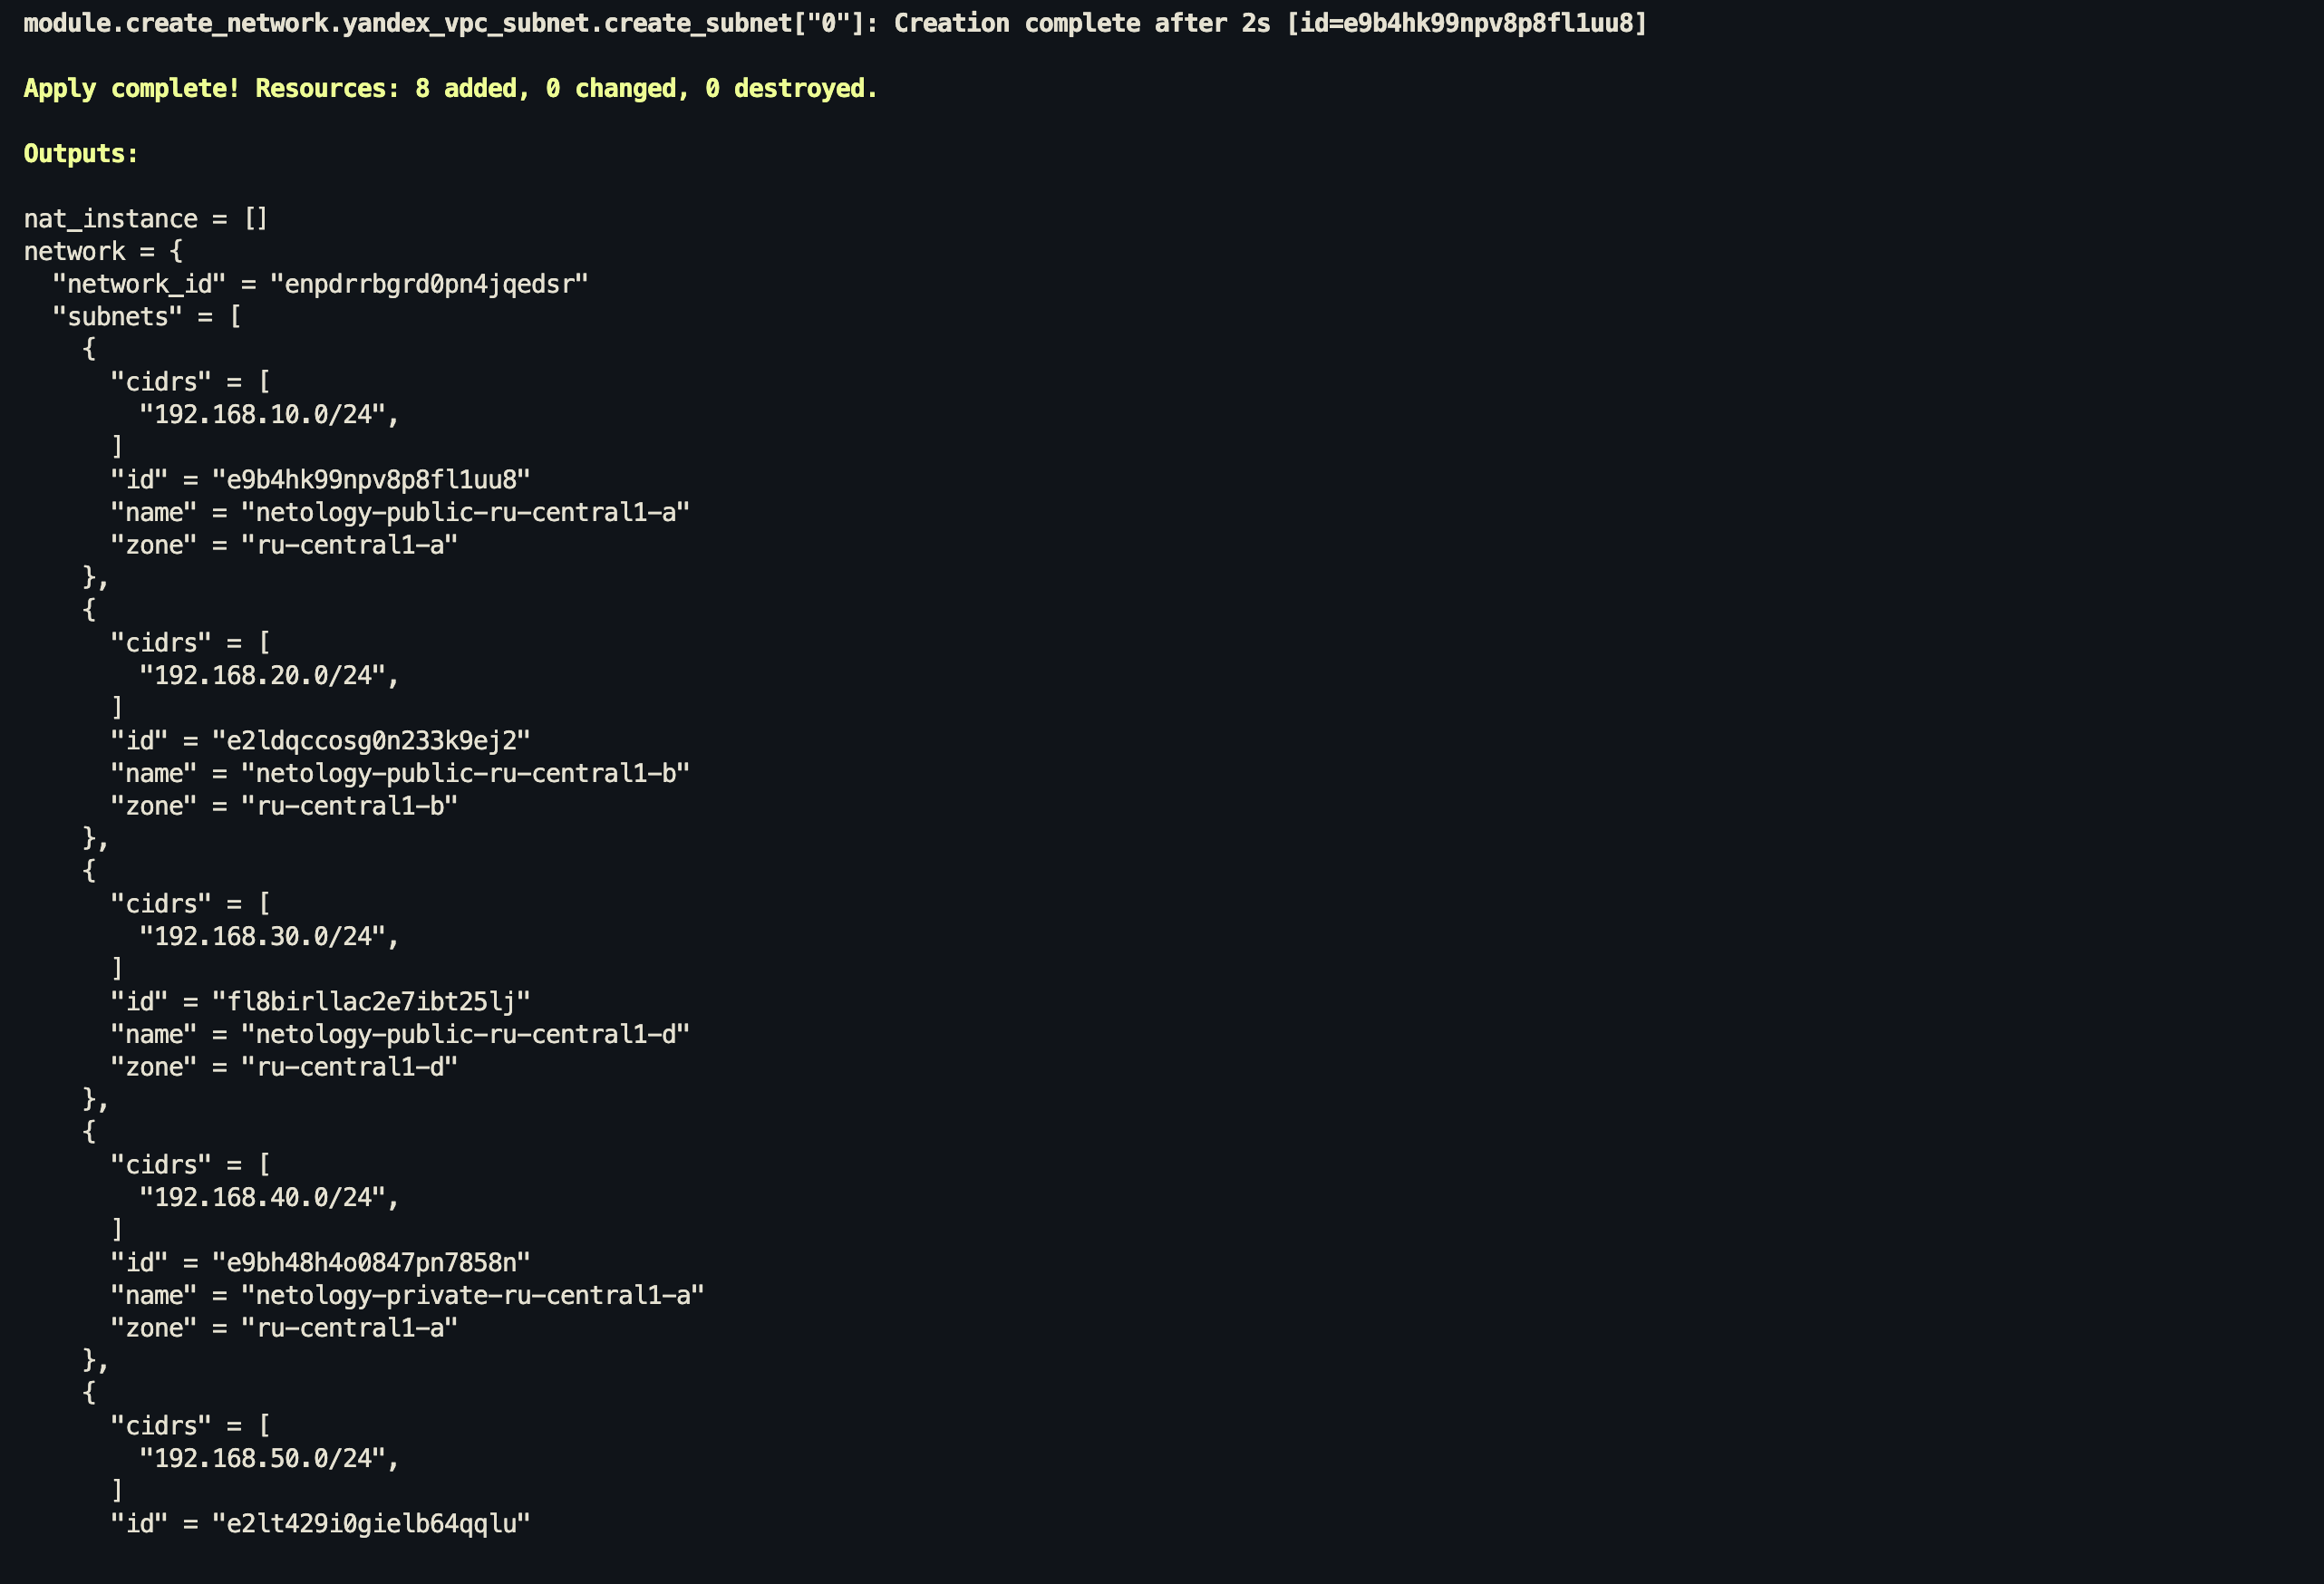 module.create_network.yandex_vpc_subnet.create_subnet["0"]: Creation complete after 2s [id=e9b4hk99npv8p8fl1uu8]
Apply complete! Resources: 8 added, 0 changed, 0 destroyed.
Outputs:
nat_instance = []
network = {
  "network_id" = "enpdrrbgrd0pn4jqedsr"
  "subnets" = [
    {
      "cidrs" = [
        "192.168.10.0/24",
      ]
      "id" = "e9b4hk99npv8p8fl1uu8"
      "name" = "netology-public-ru-central1-a"
      "zone" = "ru-central1-a"
    },
    {
      "cidrs" = [
        "192.168.20.0/24",
      ]
      "id" = "e2ldqccosg0n233k9ej2"
      "name" = "netology-public-ru-central1-b"
      "zone" = "ru-central1-b"
    },
    {
      "cidrs" = [
        "192.168.30.0/24",
      ]
      "id" = "fl8birllac2e7ibt25lj"
      "name" = "netology-public-ru-central1-d"
      "zone" = "ru-central1-d"
    },
    {
      "cidrs" = [
        "192.168.40.0/24",
      ]
      "id" = "e9bh48h4o0847pn7858n"
      "name" = "netology-private-ru-central1-a"
      "zone" = "ru-central1-a"
    },
    {
      "cidrs" = [
        "192.168.50.0/24",
      ]
      "id" = "e2lt429i0gielb64qqlu"